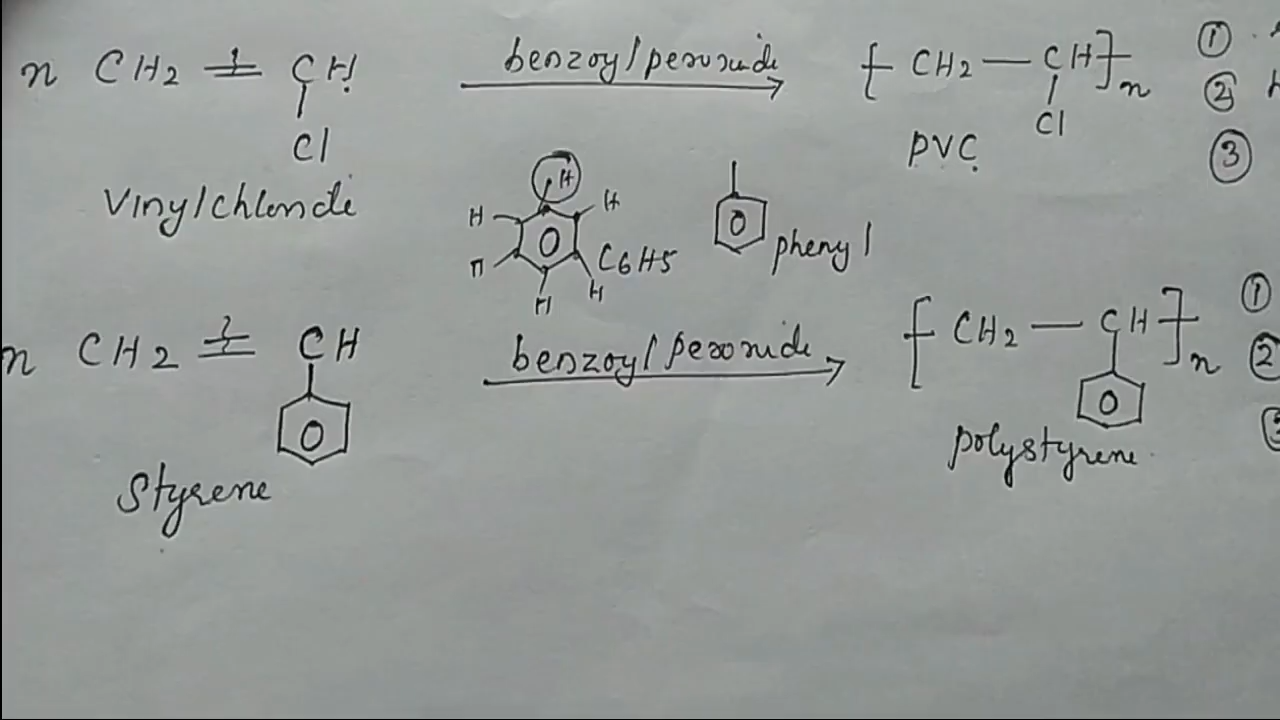 n CH2 = CH benzoylperoxide [ CH2 — CH ]n ①
Cl Cl ②
PVC ③
Vinylchloride
H H
H C6H5 phenyl
H H H
n CH2 = CH benzoylperoxide [ CH2 — CH ]n ①
②
Styrene polystyrene